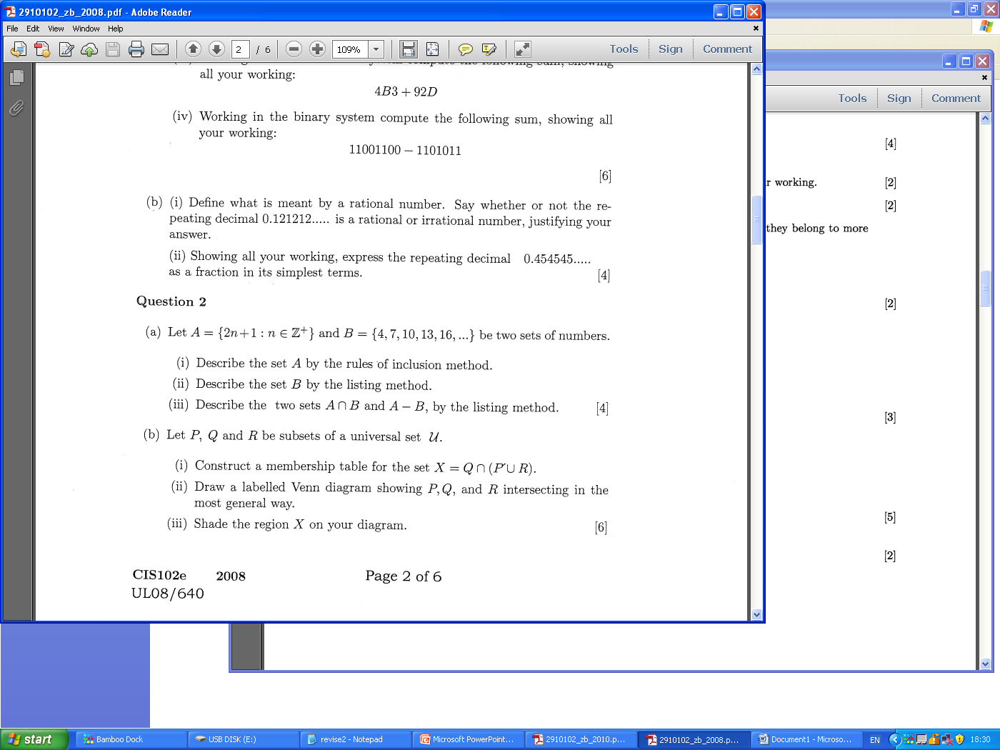 2910102_zb_2008.pdf - Adobe Reader
File Edit View Window Help
2 / 6 109% Tools Sign Comment
all your working:
4B3 + 92D
(iv) Working in the binary system compute the following sum, showing all
your working:
11001100 − 1101011
[6]
(b) (i) Define what is meant by a rational number. Say whether or not the re-
peating decimal 0.121212..... is a rational or irrational number, justifying your
answer.
(ii) Showing all your working, express the repeating decimal 0.454545.....
as a fraction in its simplest terms. [4]
Question 2
(a) Let A = {2n+1 : n ∈ ℤ⁺} and B = {4, 7, 10, 13, 16, ...} be two sets of numbers.
(i) Describe the set A by the rules of inclusion method.
(ii) Describe the set B by the listing method.
(iii) Describe the two sets A ∩ B and A − B, by the listing method. [4]
(b) Let P, Q and R be subsets of a universal set 𝒰.
(i) Construct a membership table for the set X = Q ∩ (P′ ∪ R).
(ii) Draw a labelled Venn diagram showing P, Q, and R intersecting in the
most general way.
(iii) Shade the region X on your diagram. [6]
CIS102e 2008 Page 2 of 6
UL08/640
Tools Sign Comment
[4]
working. [2]
[2]
they belong to more
[2]
[3]
[5]
[2]
start Bamboo Dock USB DISK (E:) revise2 - Notepad Microsoft PowerPoint... 2910102_zb_2010.p... 2910102_zb_2008.p... Document1 - Microso... EN 18:30